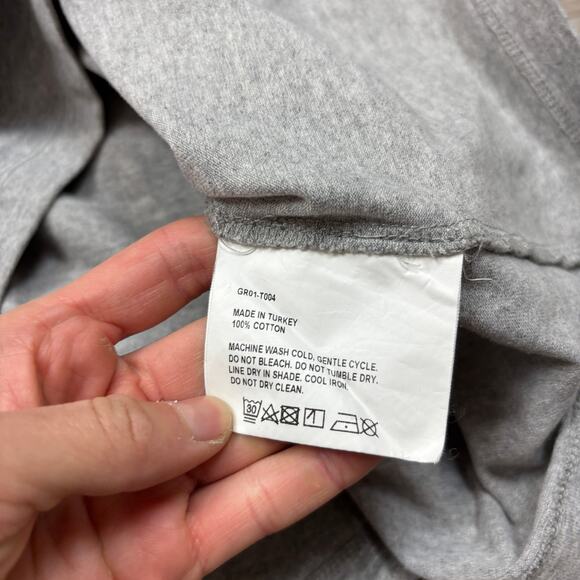 GR01-T004
MADE IN TURKEY
100% COTTON
MACHINE WASH COLD, GENTLE CYCLE.
DO NOT BLEACH. DO NOT TUMBLE DRY.
LINE DRY IN SHADE. COOL IRON.
DO NOT DRY CLEAN.
30